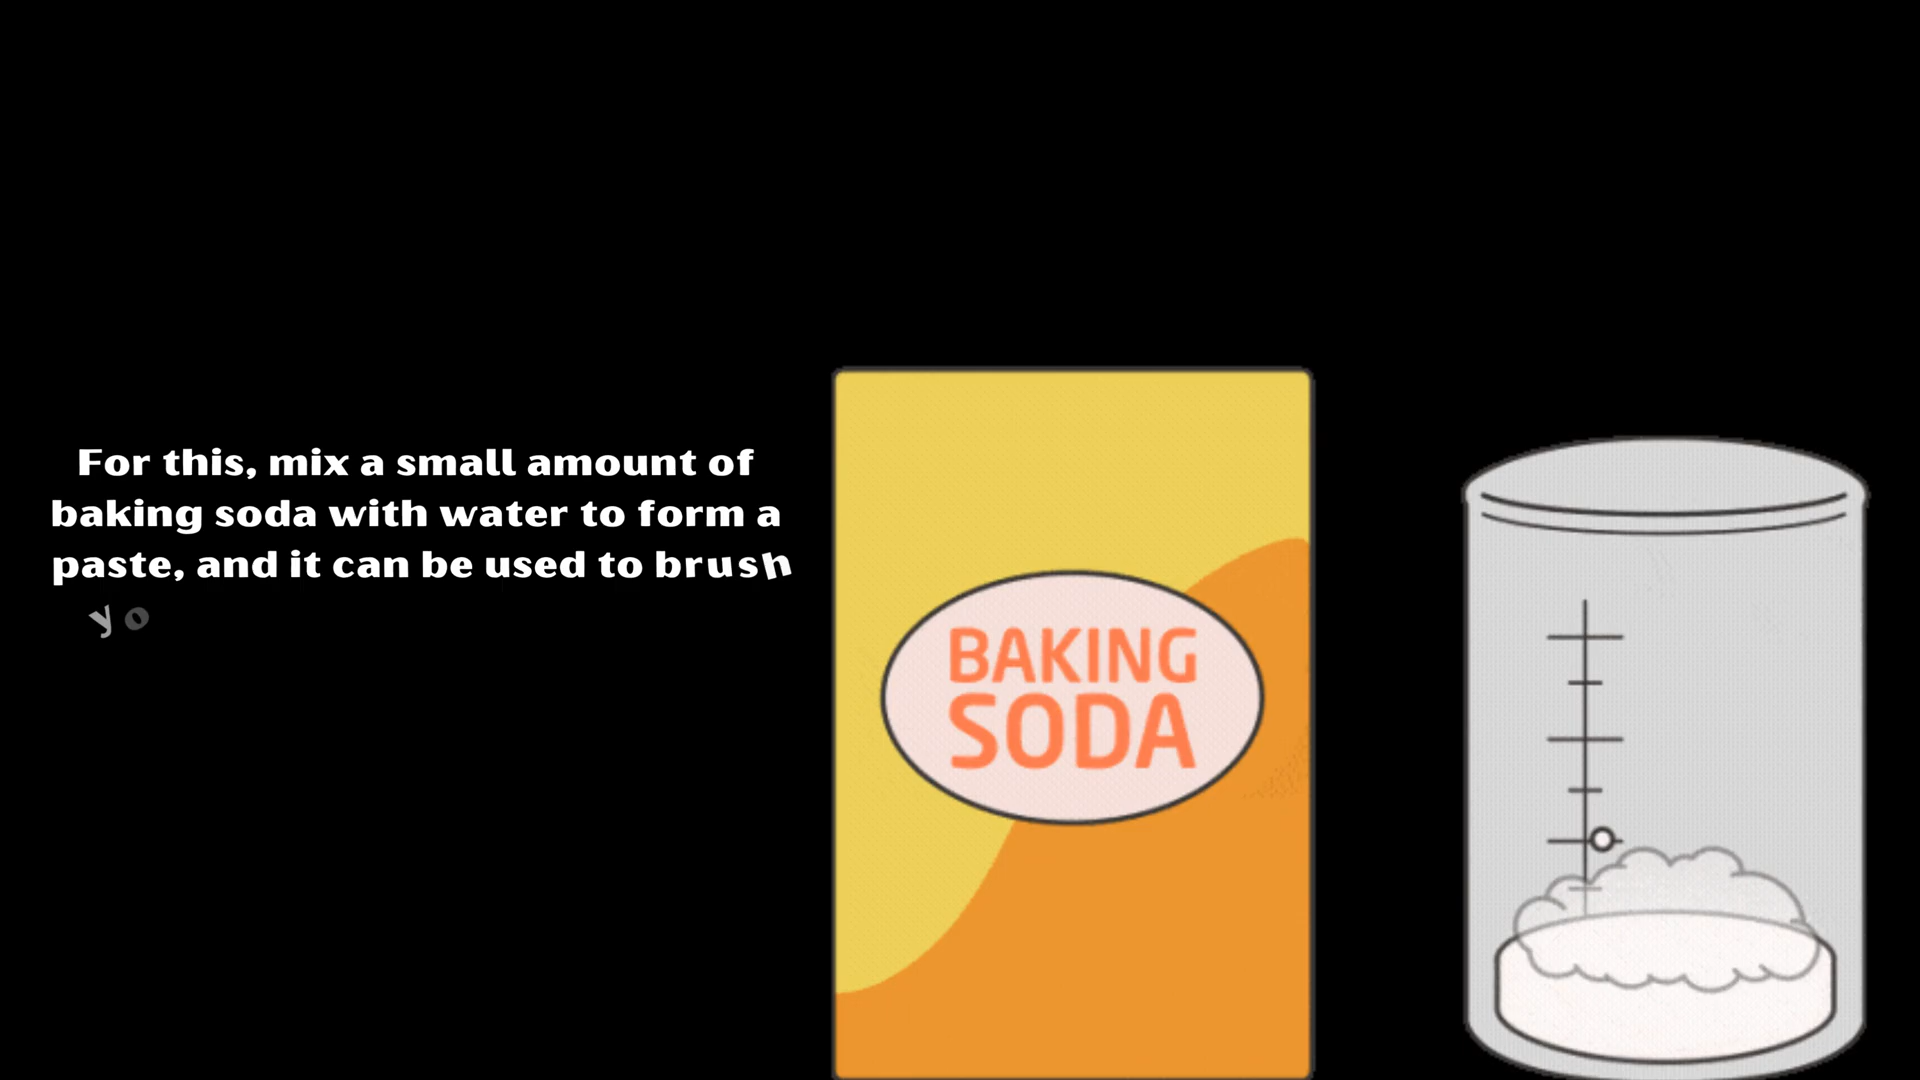 For this, mix a small amount of
baking soda with water to form a
paste, and it can be used to brush
yo
BAKING
SODA